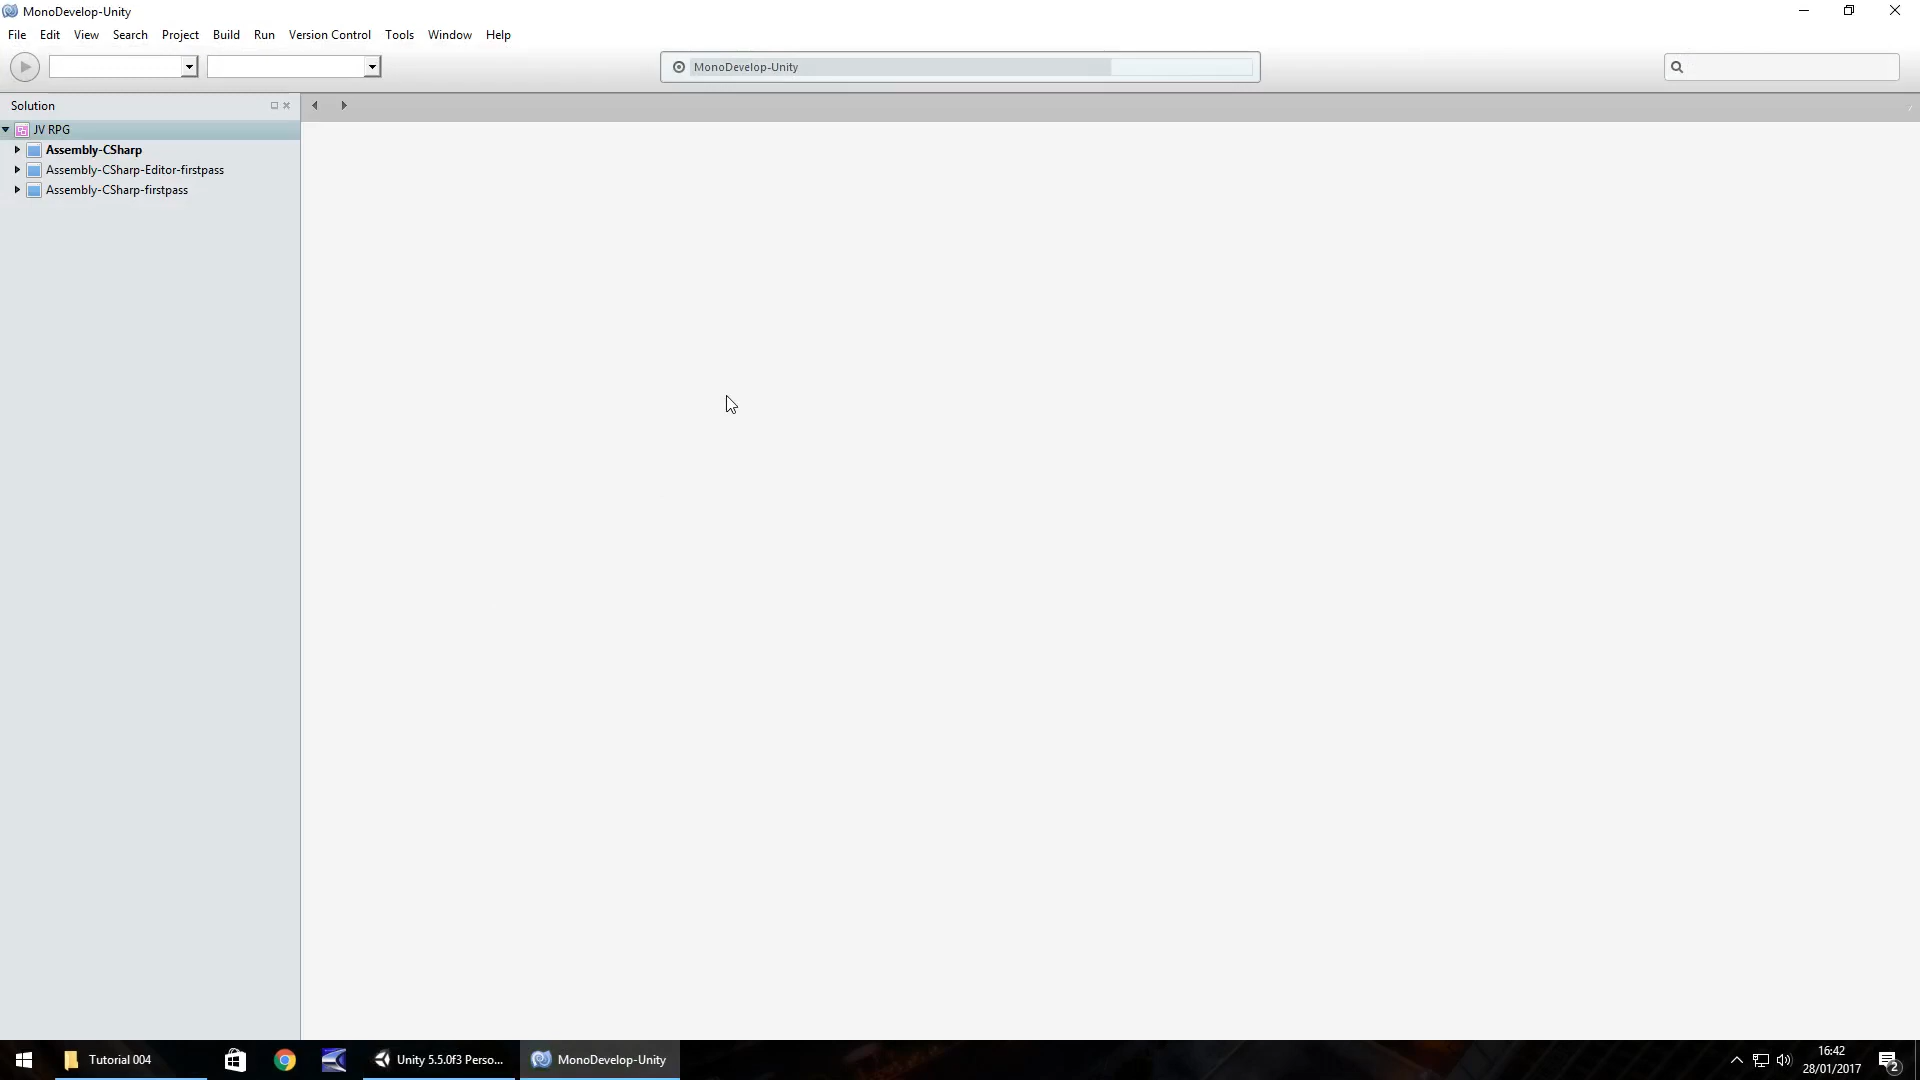 MonoDevelop-Unity
File Edit View Search Project Build Run Version Control Tools Window Help
MonoDevelop-Unity
Solution
JV RPG
Assembly-CSharp
Assembly-CSharp-Editor-firstpass
Assembly-CSharp-firstpass
Tutorial 004
Unity 5.5.0f3 Perso...
MonoDevelop-Unity
16:42
28/01/2017
2